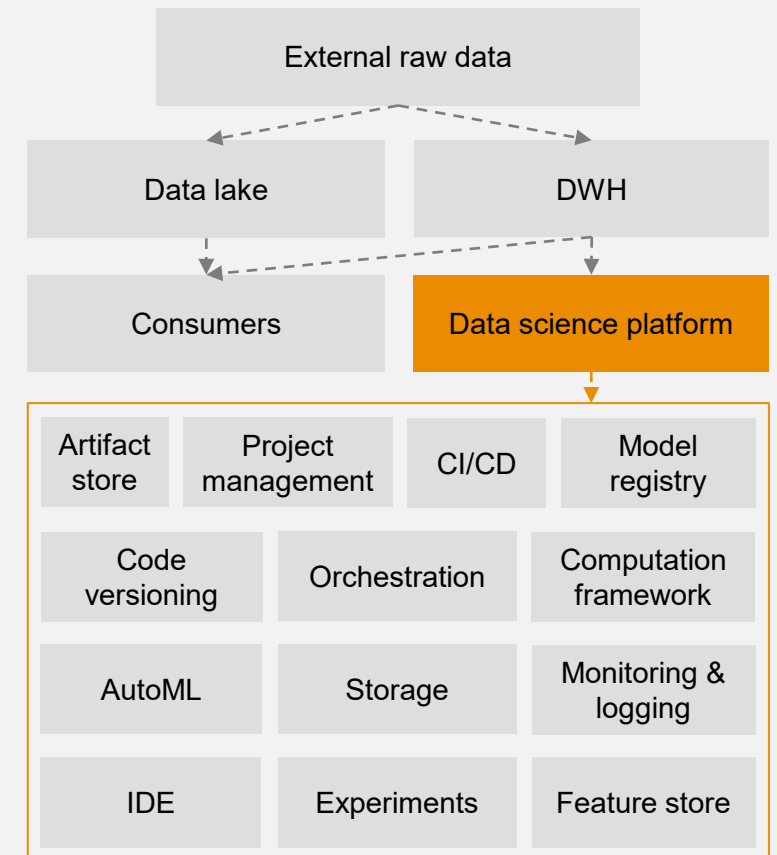 External raw data
Data lake
DWH
Consumers
Data science platform
Artifact
store
Project
management
CI/CD
Model
registry
Code
versioning
Orchestration
Computation
framework
AutoML
Storage
Monitoring &
logging
IDE
Experiments
Feature store